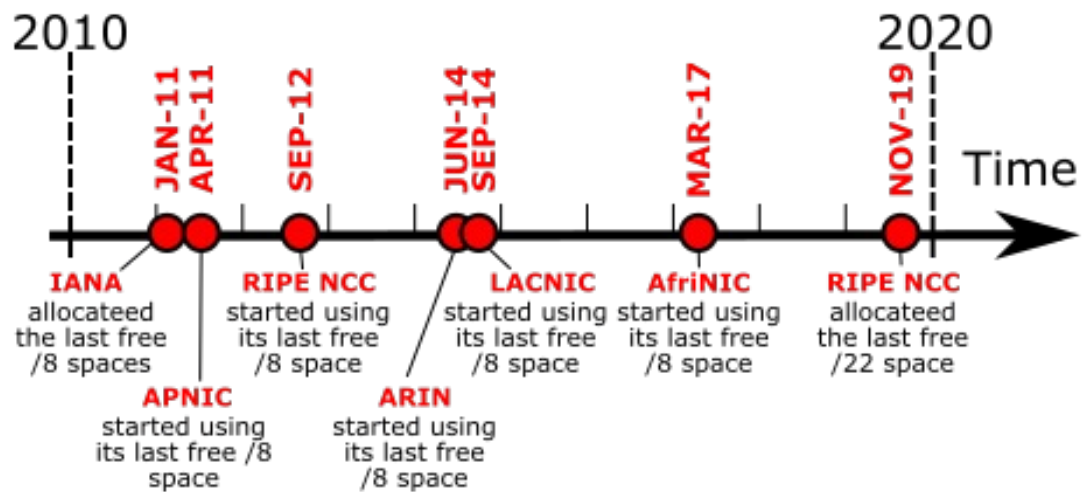 2010
2020
JAN-11
APR-11
SEP-12
JUN-14
SEP-14
MAR-17
NOV-19
Time
IANA
allocateed
the last free
/8 spaces
APNIC
started using
its last free /8
space
RIPE NCC
started using
its last free
/8 space
ARIN
started using
its last free
/8 space
LACNIC
started using
its last free
/8 space
AfriNIC
started using
its last free
/8 space
RIPE NCC
allocateed
the last free
/22 space